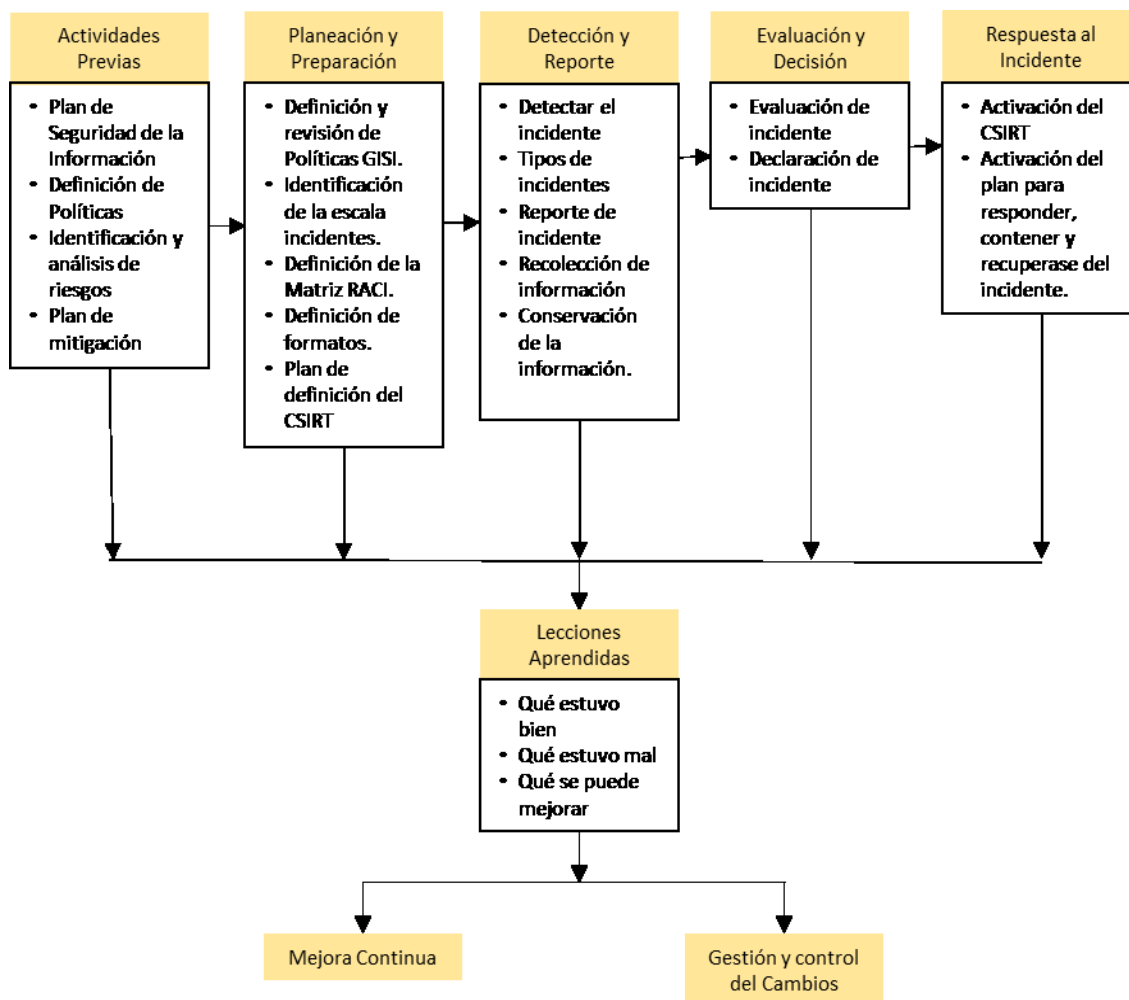 Actividades
Previas
• Plan de
Seguridad de la
Información
• Definición de
Políticas
• Identificación y
análisis de
riesgos
• Plan de
mitigación
Planeación y
Preparación
• Definición y
revisión de
Políticas GISI.
• Identificación
de la escala
incidentes.
• Definición de la
Matriz RACI.
• Definición de
formatos.
• Plan de
definición del
CSIRT
Detección y
Reporte
• Detectar el
incidente
• Tipos de
incidentes
• Reporte de
incidente
• Recolección de
información
• Conservación
de la
información.
Evaluación y
Decisión
• Evaluación de
incidente
• Declaración de
incidente
Respuesta al
Incidente
• Activación del
CSIRT
• Activación del
plan para
responder,
contener y
recuperase del
incidente.
Lecciones
Aprendidas
• Qué estuvo
bien
• Qué estuvo mal
• Qué se puede
mejorar
Mejora Continua
Gestión y control
del Cambios